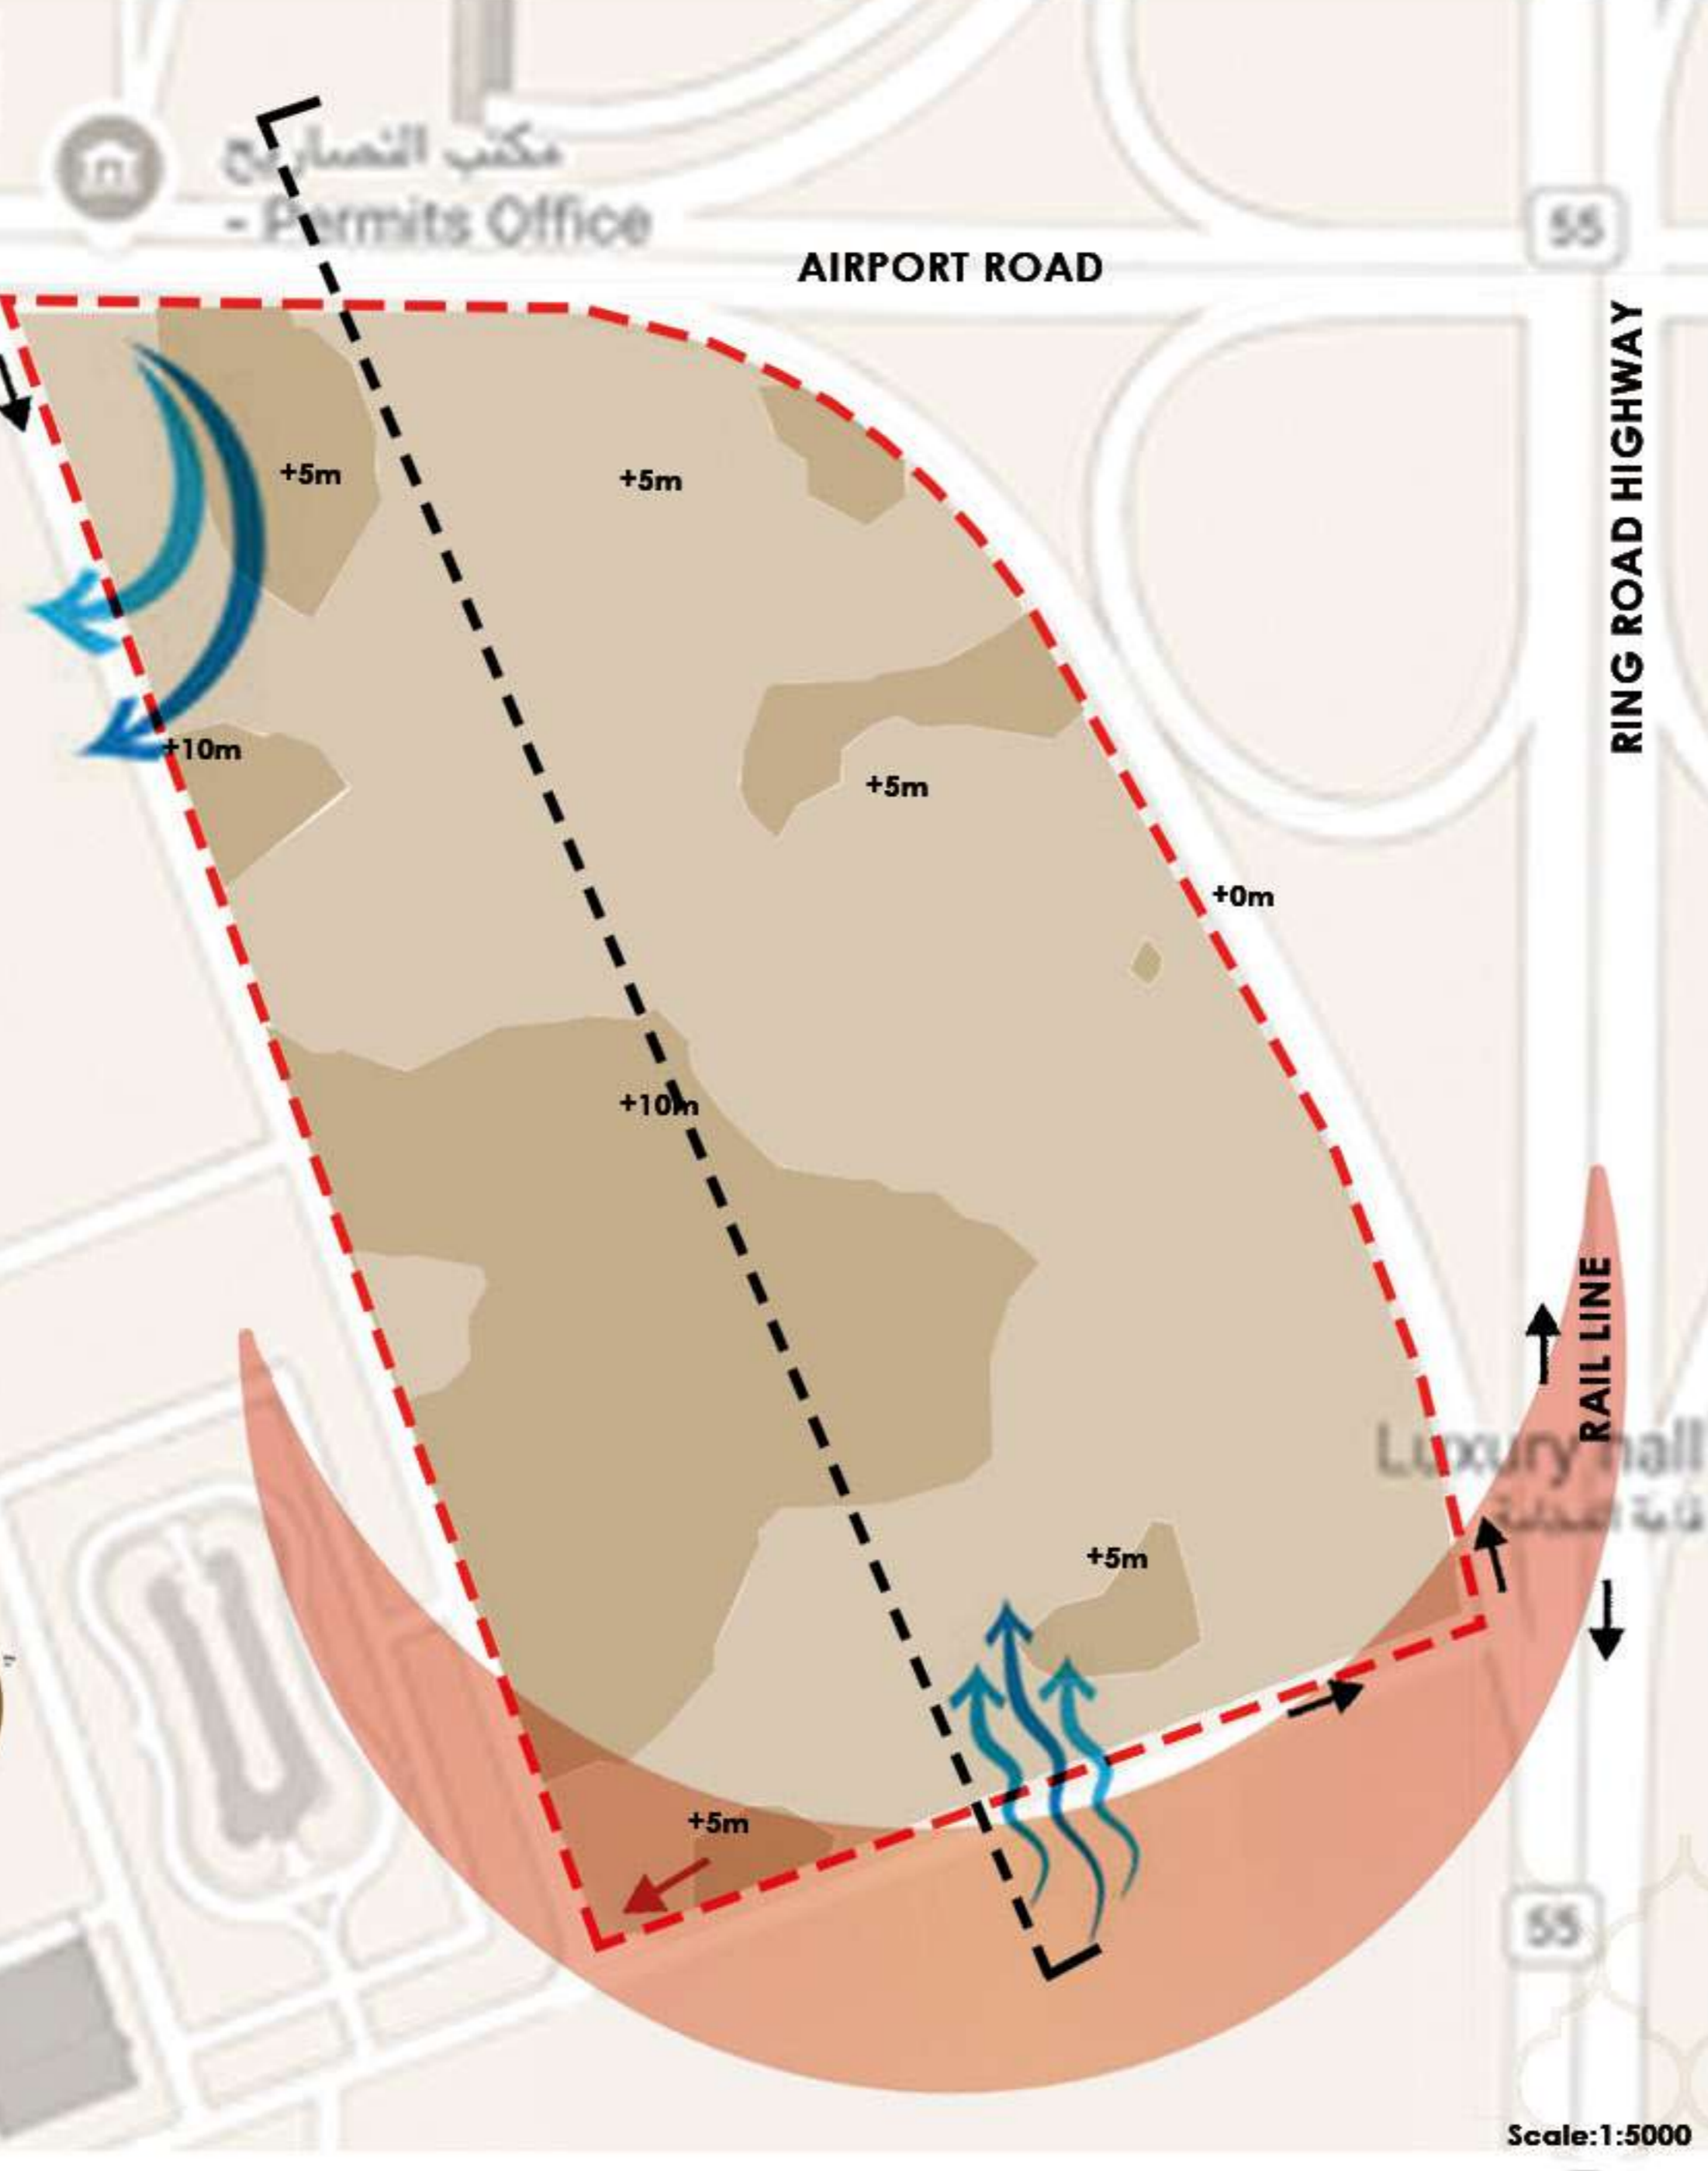 مكتب التصاريح
- Permits Office
55
AIRPORT ROAD
RING ROAD HIGHWAY
+5m
+5m
+10m
+5m
+0m
+10m
RAIL LINE
Luxury hall
+5m
+5m
55
Scale:1:5000